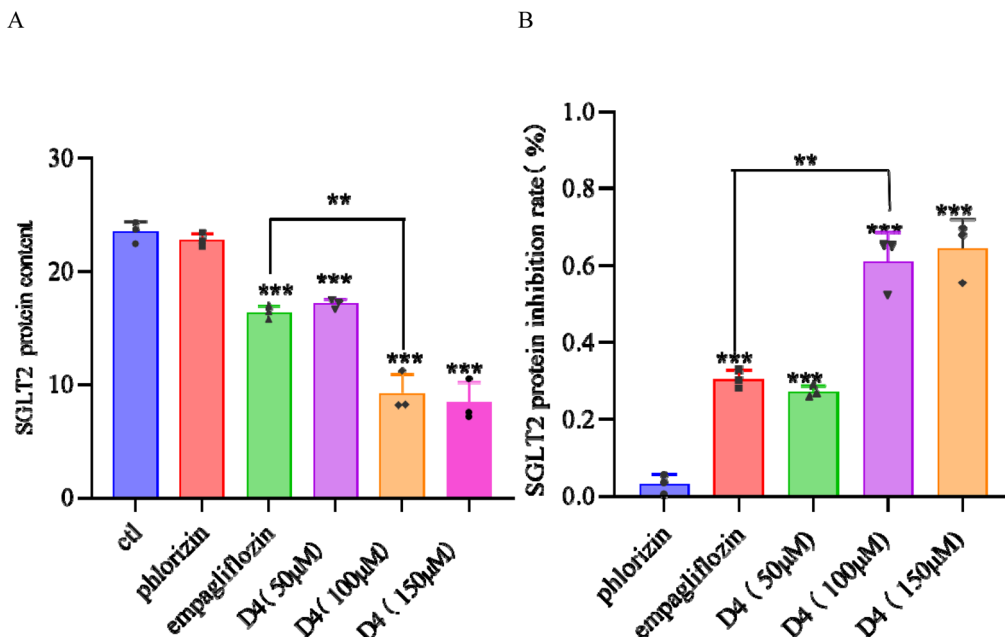 A
B
30
20
10
0
SGLT2 protein content
**
***
***
***
***
ctl
phlorizin
empagliflozin
D4( 50μM)
D4( 100μM)
D4 ( 150μM)
1.0
0.8
0.6
0.4
0.2
0.0
SGLT2 protein inhibition rate( %)
**
***
***
***
***
phlorizin
empagliflozin
D4 ( 50μM)
D4 ( 100μM)
D4 ( 150μM)